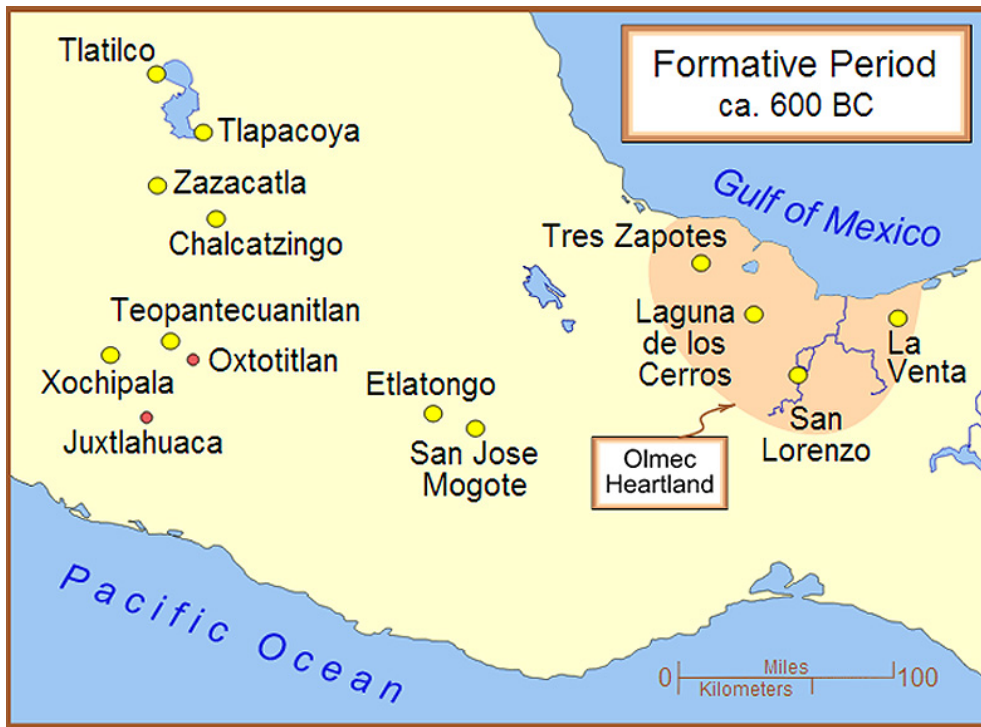 Formative Period
ca. 600 BC
Tlatilco
Tlapacoya
Zazacatla
Chalcatzingo
Gulf of Mexico
Tres Zapotes
Laguna
de los
Cerros
La
Venta
San
Lorenzo
Olmec
Heartland
Teopantecuanitlan
Oxtotitlan
Xochipala
Juxtlahuaca
Etlatongo
San Jose
Mogote
Pacific Ocean
0 Miles 100
Kilometers